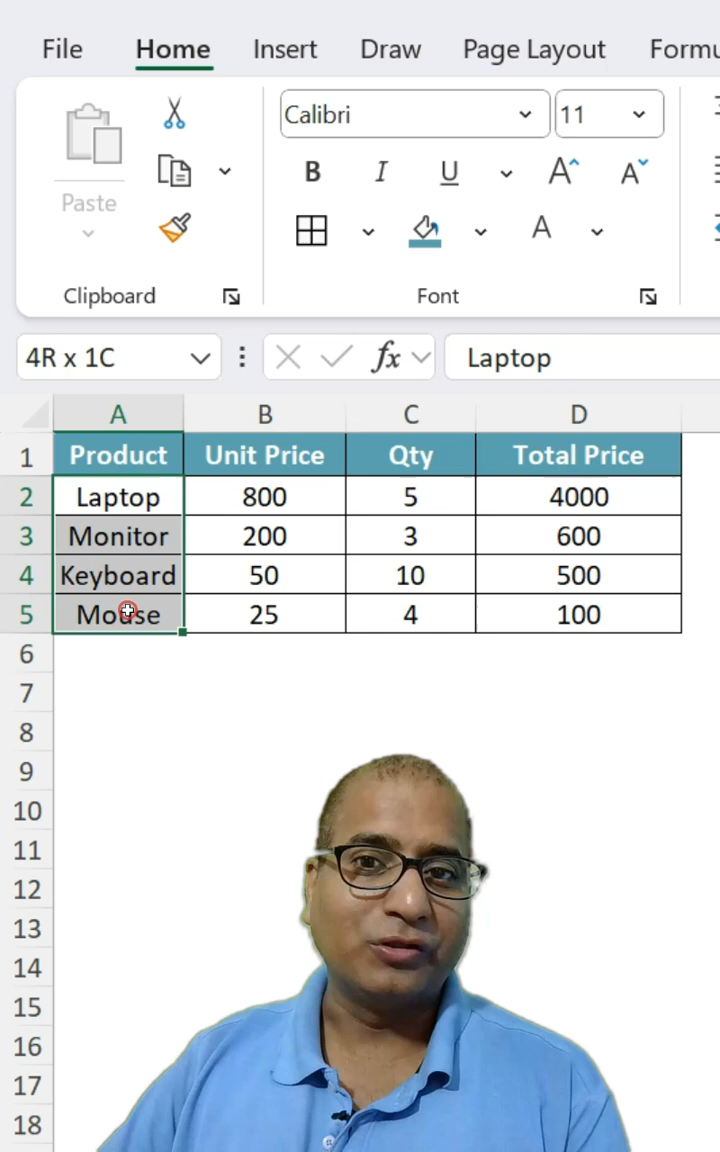 File Home Insert Draw Page Layout Formu
Calibri 11
B I U A A
Paste
A
Clipboard Font
4R x 1C fx Laptop
A B C D
1 Product Unit Price Qty Total Price
2 Laptop 800 5 4000
3 Monitor 200 3 600
4 Keyboard 50 10 500
5 Mouse 25 4 100
6
7
8
9
10
11
12
13
14
15
16
17
18